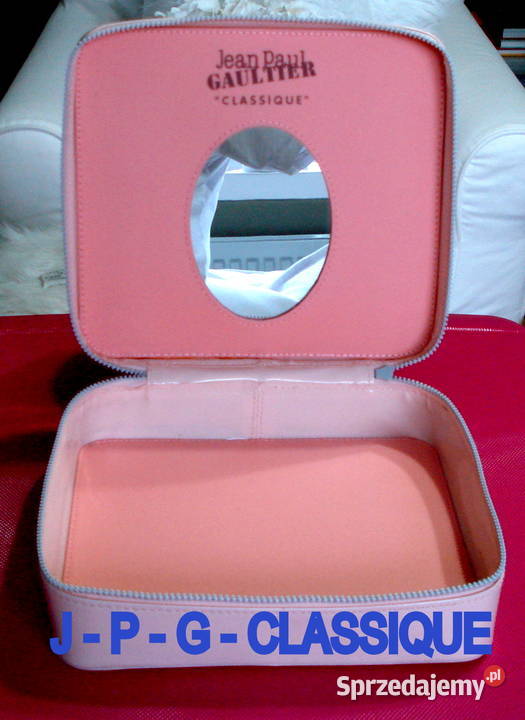 Jean Paul
GAULTIER
"CLASSIQUE"
J - P - G - CLASSIQUE
Sprzedajemy.pl